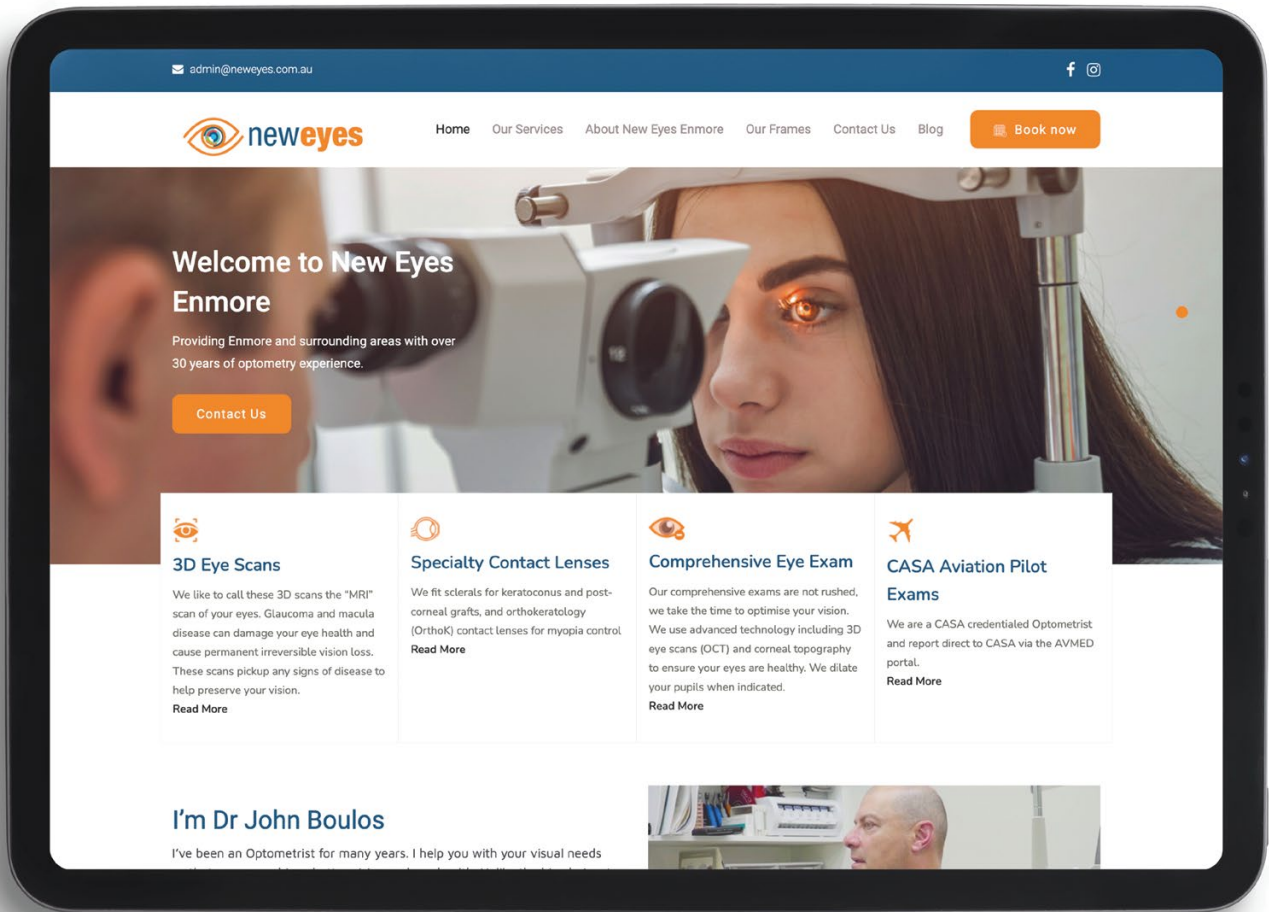 admin@neweyes.com.au
neweyes
Home Our Services About New Eyes Enmore Our Frames Contact Us Blog Book now
Welcome to New Eyes
Enmore
Providing Enmore and surrounding areas with over
30 years of optometry experience.
Contact Us
3D Eye Scans
We like to call these 3D scans the “MRI”
scan of your eyes. Glaucoma and macula
disease can damage your eye health and
cause permanent irreversible vision loss.
These scans pickup any signs of disease to
help preserve your vision.
Read More
Specialty Contact Lenses
We fit sclerals for keratoconus and post-
corneal grafts, and orthokeratology
(OrthoK) contact lenses for myopia control
Read More
Comprehensive Eye Exam
Our comprehensive exams are not rushed,
we take the time to optimise your vision.
We use advanced technology including 3D
eye scans (OCT) and corneal topography
to ensure your eyes are healthy. We dilate
your pupils when indicated.
Read More
CASA Aviation Pilot
Exams
We are a CASA credentialed Optometrist
and report direct to CASA via the AVMED
portal.
Read More
I’m Dr John Boulos
I’ve been an Optometrist for many years. I help you with your visual needs